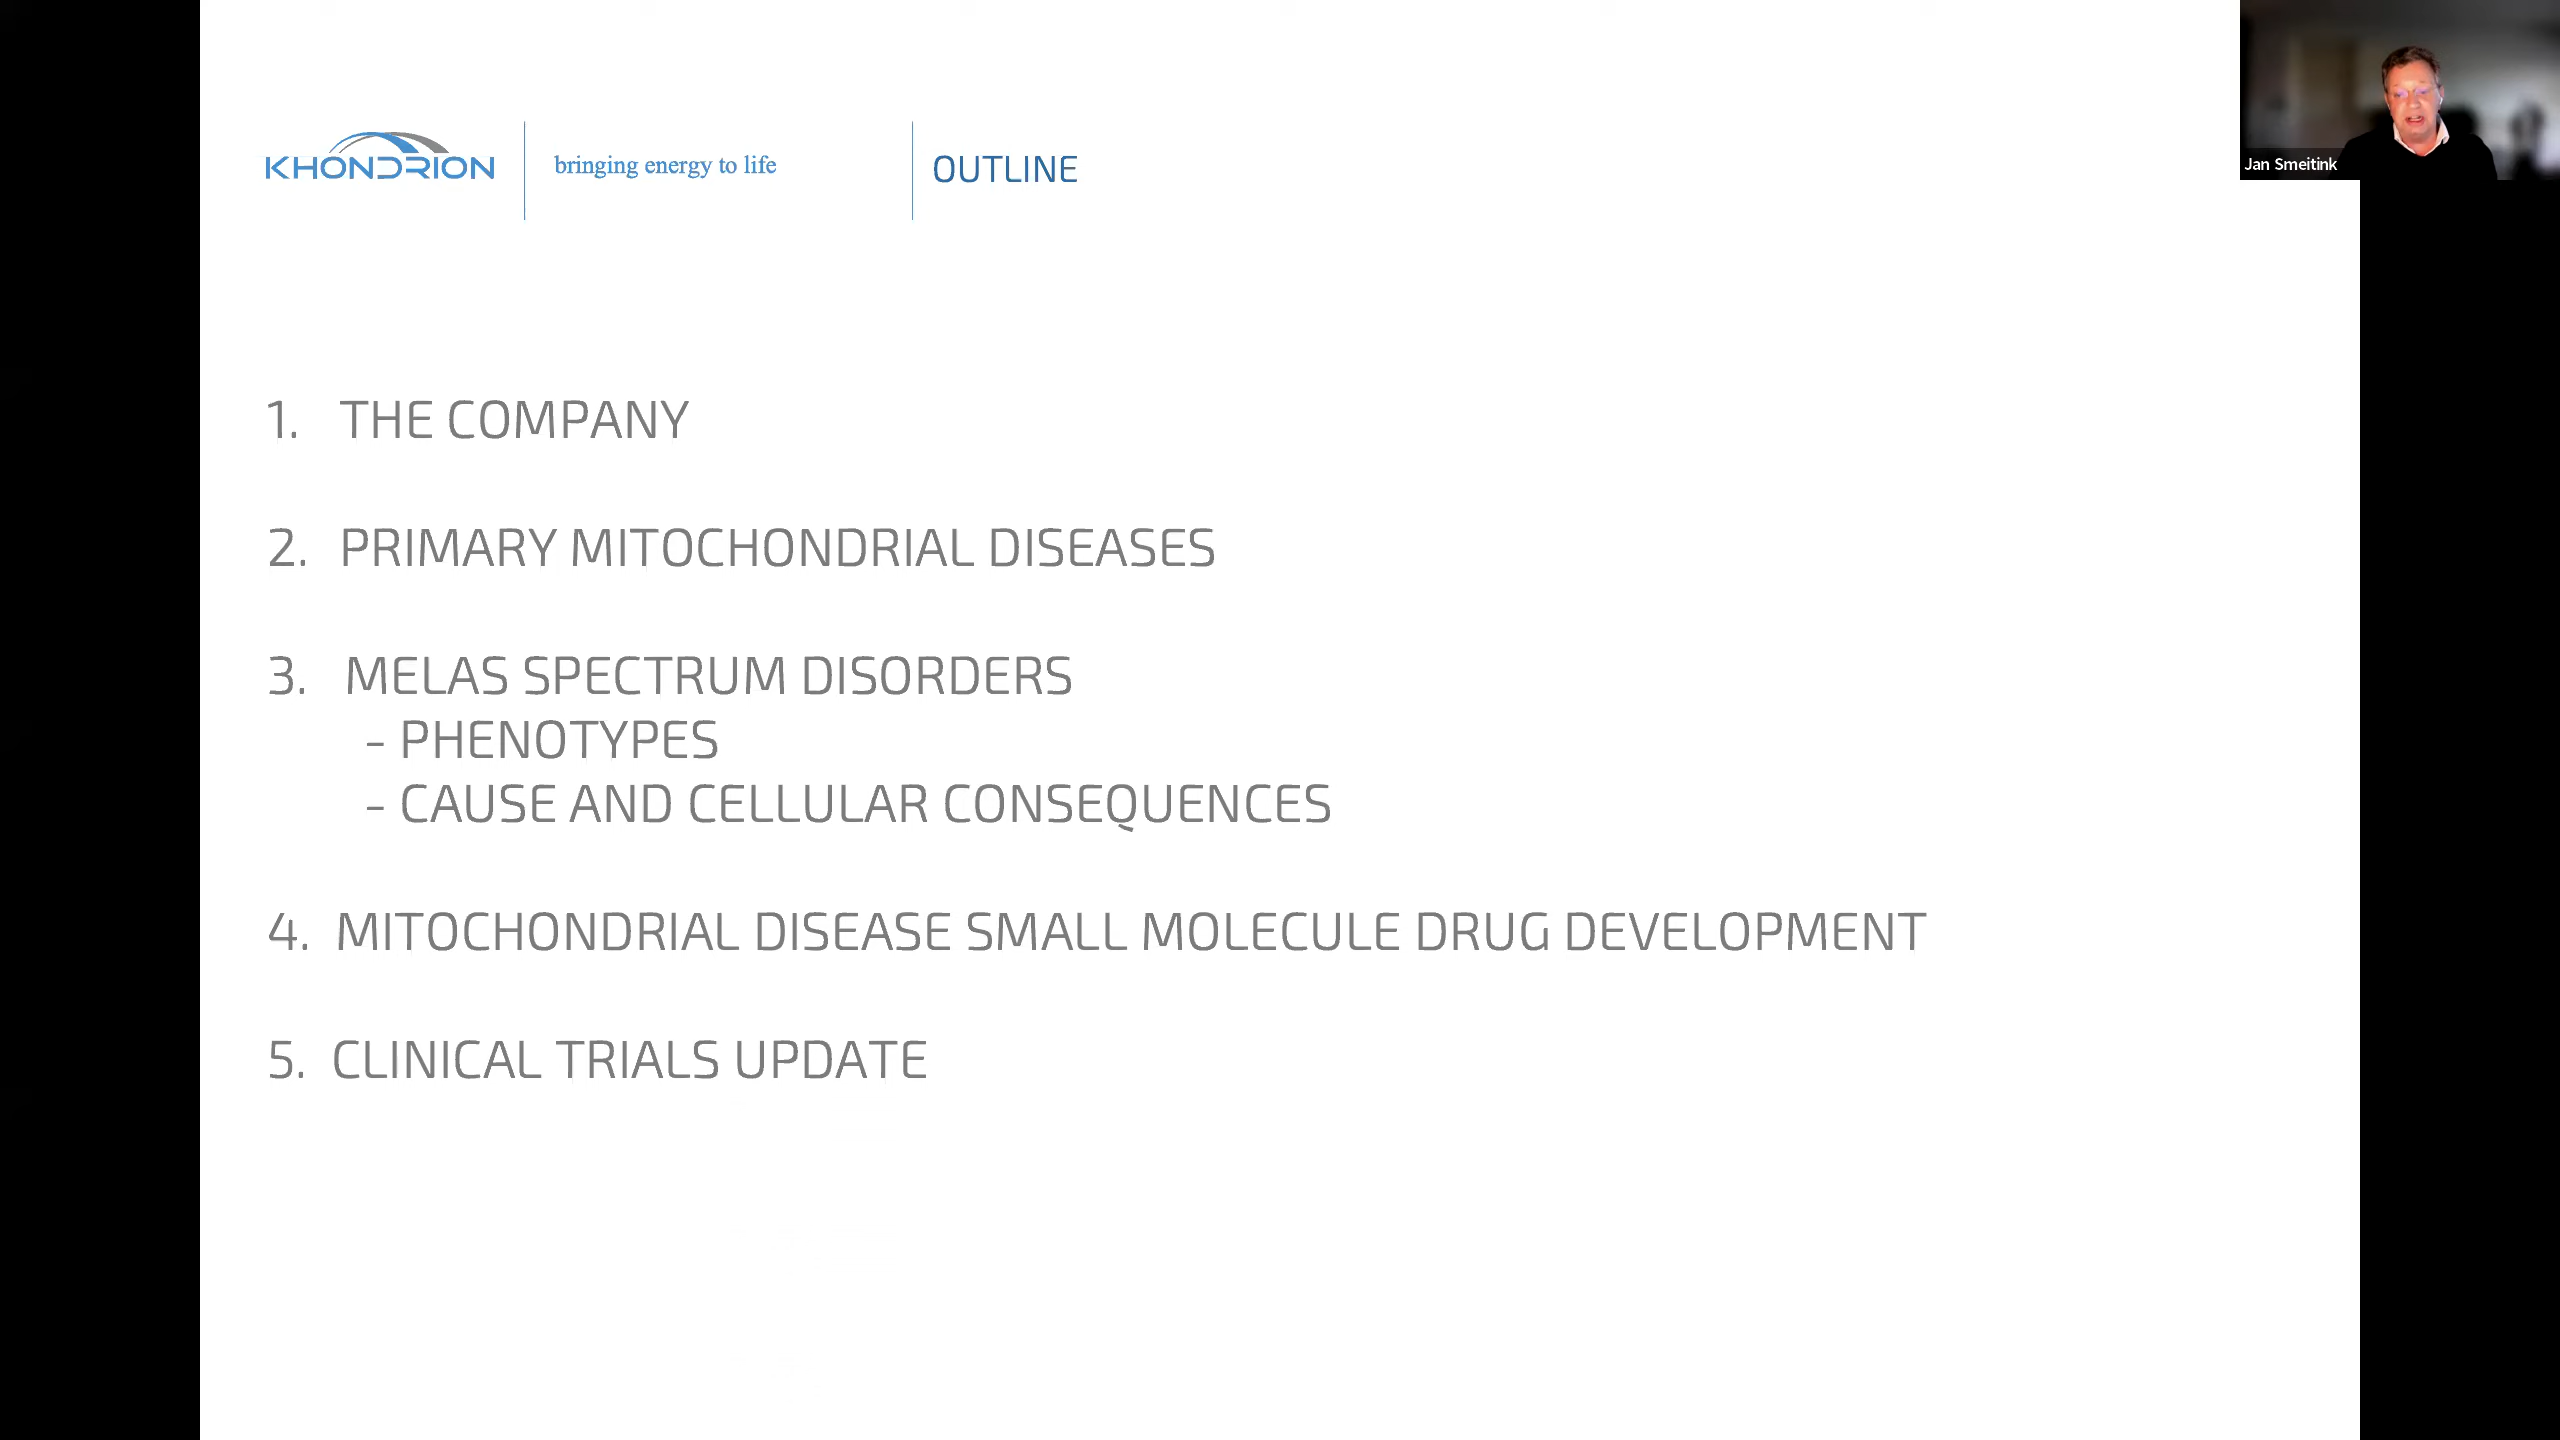 KHONDRION
bringing energy to life
OUTLINE
Jan Smeitink
1. THE COMPANY
2. PRIMARY MITOCHONDRIAL DISEASES
3. MELAS SPECTRUM DISORDERS
- PHENOTYPES
- CAUSE AND CELLULAR CONSEQUENCES
4. MITOCHONDRIAL DISEASE SMALL MOLECULE DRUG DEVELOPMENT
5. CLINICAL TRIALS UPDATE